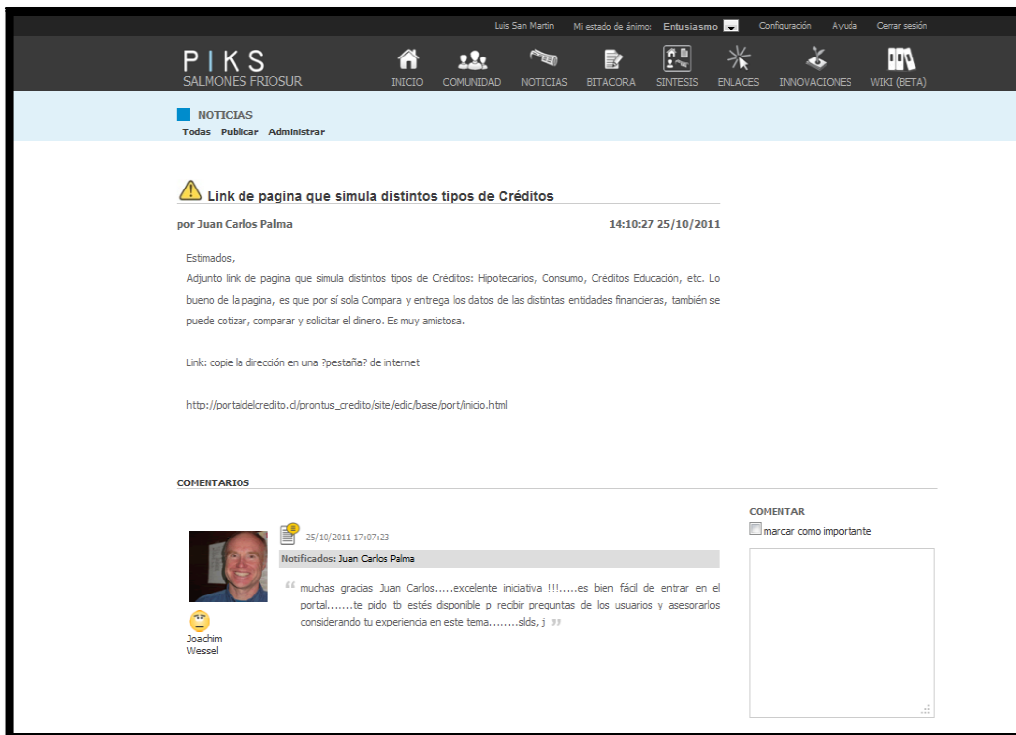 Luis San Martin Mi estado de ánimo: Entusiasmo Configuración Ayuda Cerrar sesión
PIKS
SALMONES FRIOSUR
INICIO COMUNIDAD NOTICIAS BITACORA SINTESIS ENLACES INNOVACIONES WIKI (BETA)
NOTICIAS
Todas Publicar Administrar
Link de pagina que simula distintos tipos de Créditos
por Juan Carlos Palma 14:10:27 25/10/2011
Estimados,
Adjunto link de pagina que simula distintos tipos de Créditos: Hipotecarios, Consumo, Créditos Educación, etc. Lo
bueno de la pagina, es que por sí sola Compara y entrega los datos de las distintas entidades financieras, también se
puede cotizar, comparar y solicitar el dinero. Es muy amistosa.
Link: copie la dirección en una ?pestaña? de internet
http://portaldelcredito.cl/prontus_credito/site/edic/base/port/inicio.html
COMENTARIOS
COMENTAR
marcar como importante
25/10/2011 17:07:23
Notificados: Juan Carlos Palma
“ muchas gracias Juan Carlos.....excelente iniciativa !!!.....es bien fácil de entrar en el
portal.......te pido tb estés disponible p recibir preguntas de los usuarios y asesorarlos
considerando tu experiencia en este tema........slds, j ”
Joachim
Wessel